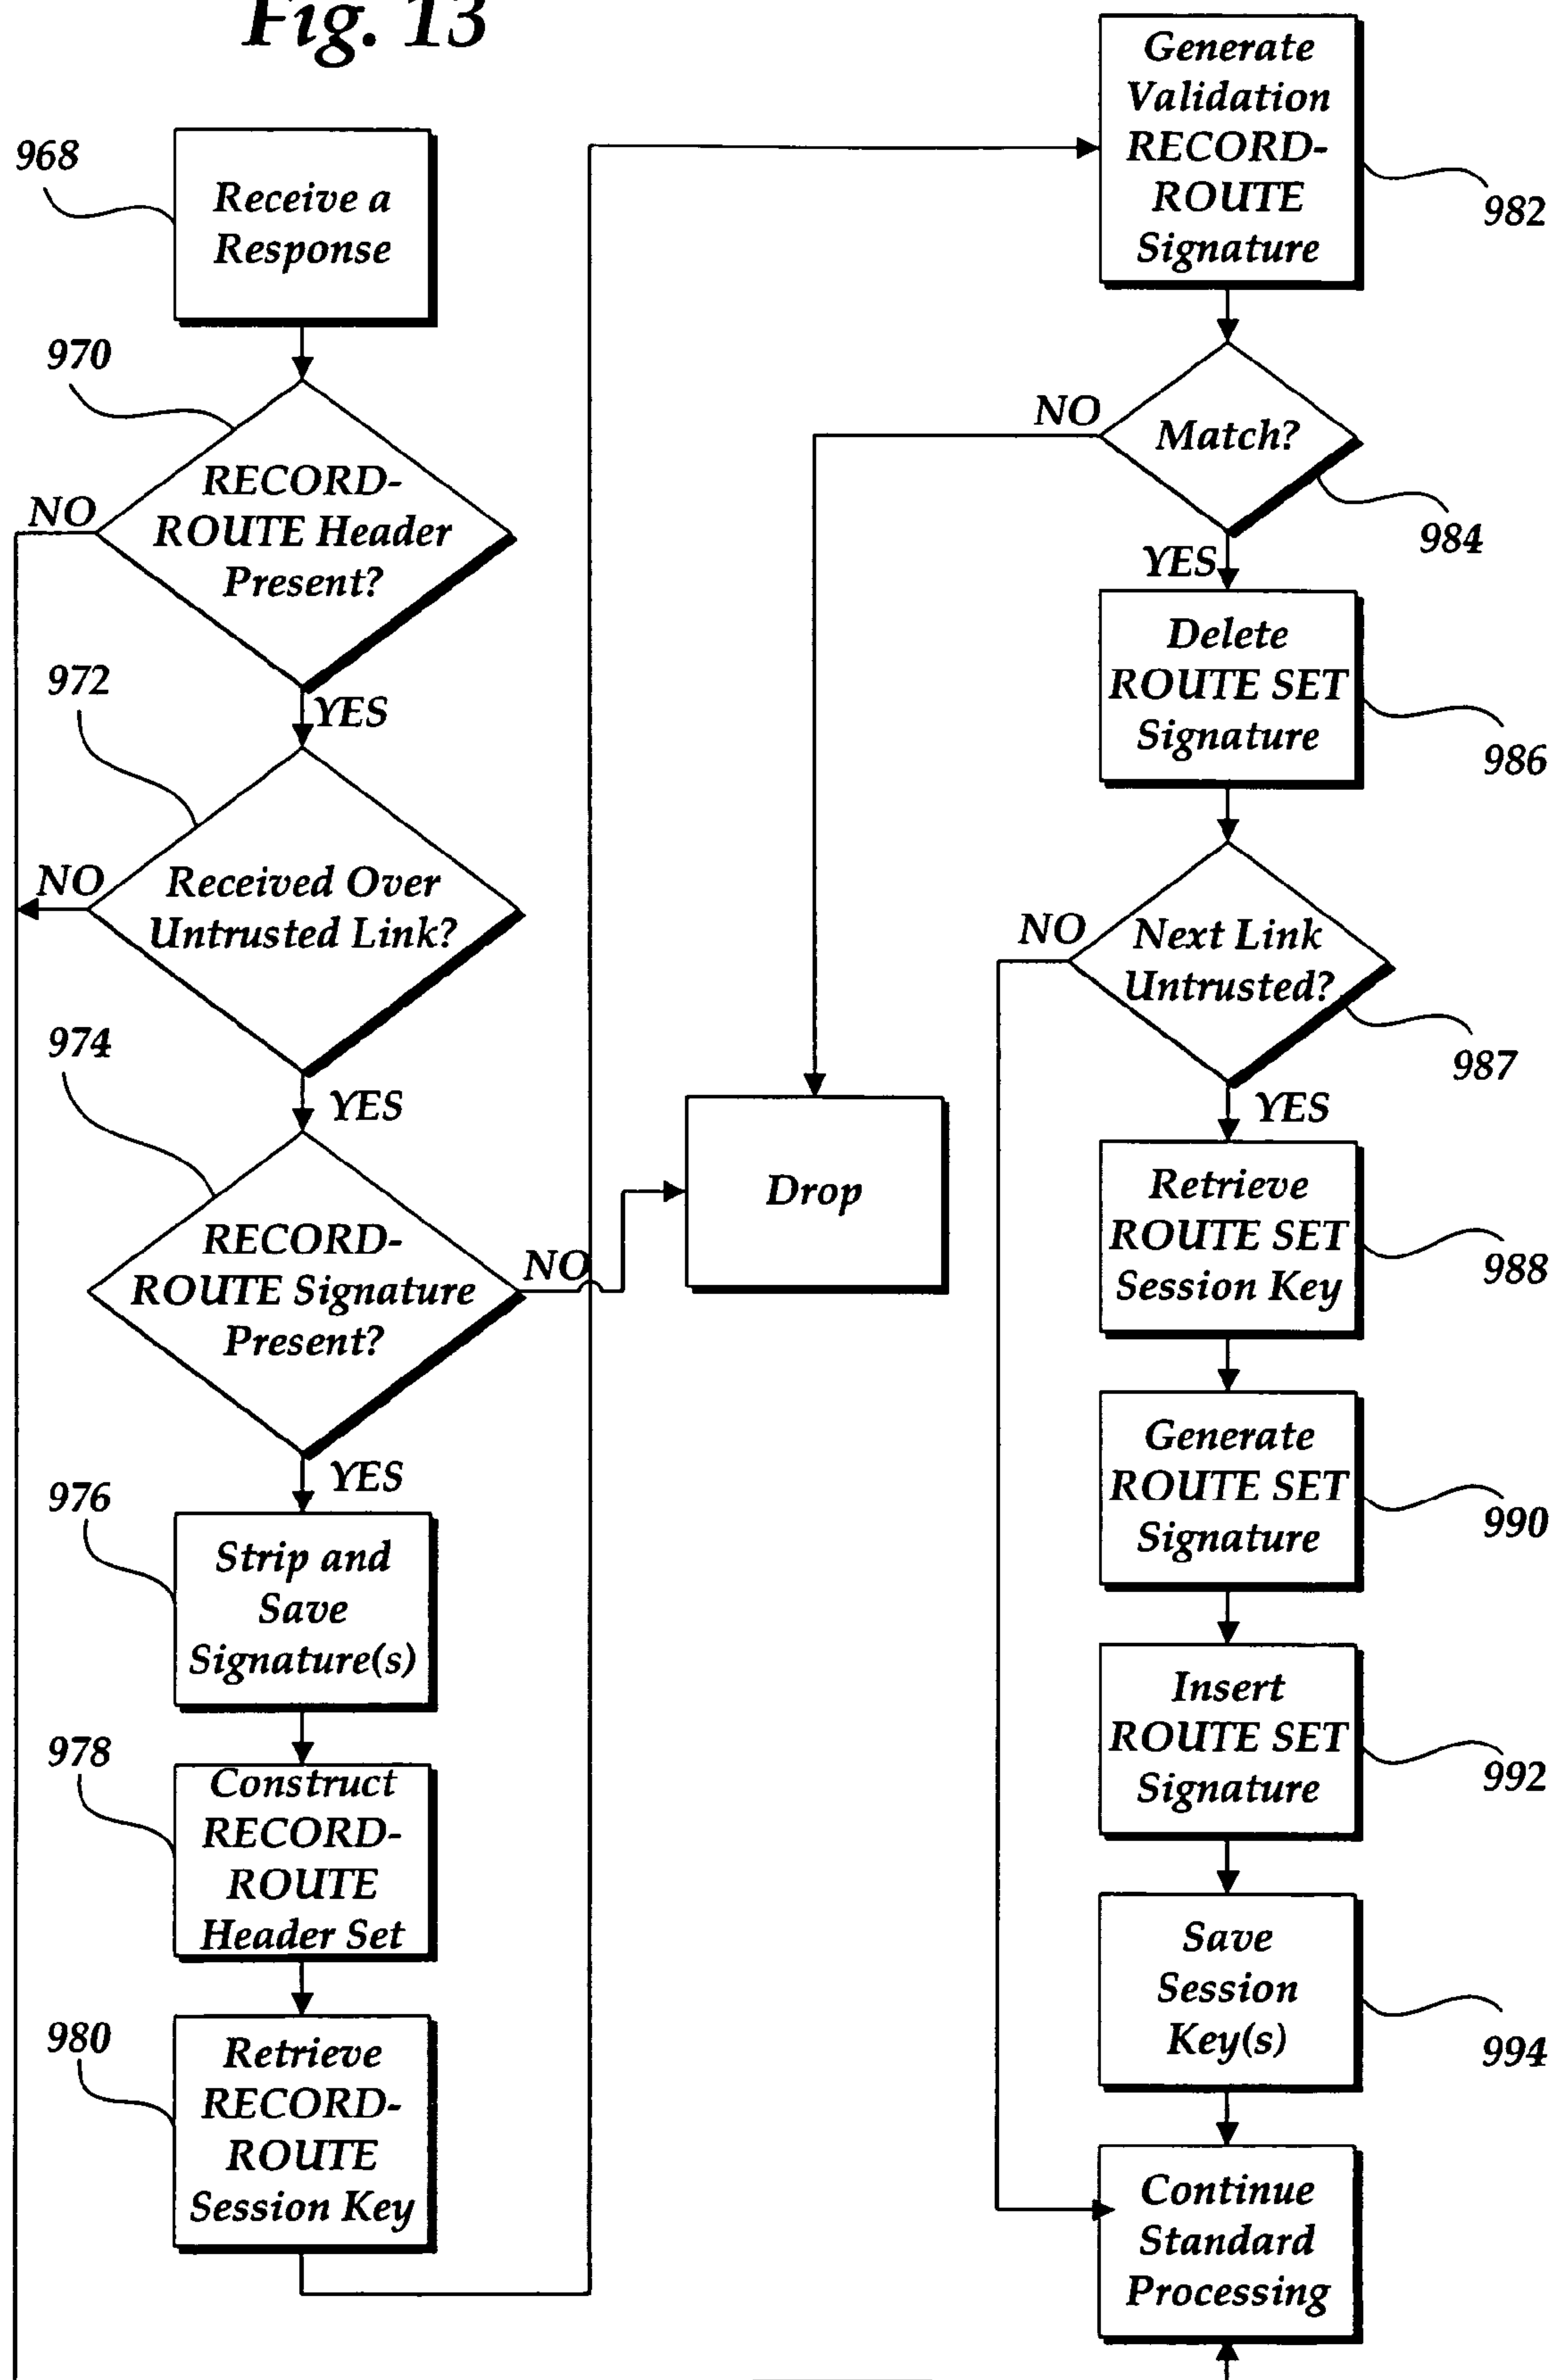 Fig. 13
968
Receive a
Response
970
NO
RECORD-
ROUTE Header
Present?
YES
972
NO
Received Over
Untrusted Link?
YES
974
RECORD-
ROUTE Signature
Present?
NO
YES
976
Strip and
Save
Signature(s)
978
Construct
RECORD-
ROUTE
Header Set
980
Retrieve
RECORD-
ROUTE
Session Key
Drop
Generate
Validation
RECORD-
ROUTE
Signature
982
NO
Match?
984
YES
Delete
ROUTE SET
Signature
986
NO
Next Link
Untrusted?
987
YES
Retrieve
ROUTE SET
Session Key
988
Generate
ROUTE SET
Signature
990
Insert
ROUTE SET
Signature
992
Save
Session
Key(s)
994
Continue
Standard
Processing